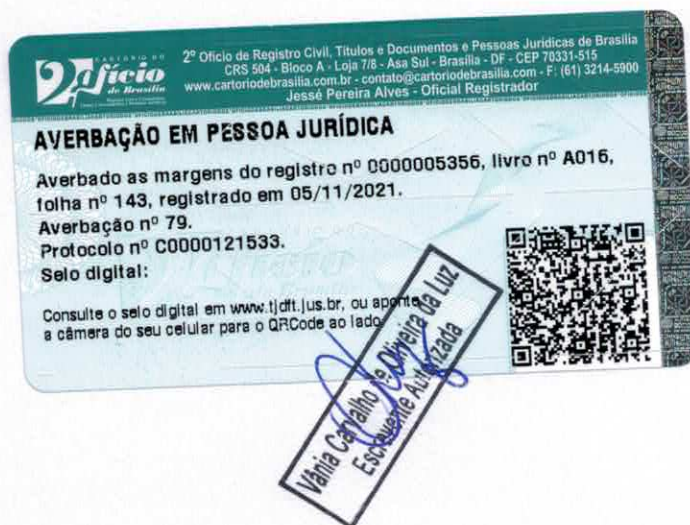 CARTÓRIO DO
2º Ofício
de Brasília
2º Ofício de Registro Civil, Títulos e Documentos e Pessoas Jurídicas de Brasília
CRS 504 - Bloco A - Loja 7/8 - Asa Sul - Brasília - DF - CEP 70331-515
www.cartoriodebrasilia.com.br - contato@cartoriodebrasilia.com - F: (61) 3214-5900
Jessé Pereira Alves - Oficial Registrador
AVERBAÇÃO EM PESSOA JURÍDICA
Averbado as margens do registro nº 0000005356, livro nº A016,
folha nº 143, registrado em 05/11/2021.
Averbação nº 79.
Protocolo nº C0000121533.
Selo digital:
Consulte o selo digital em www.tjdft.jus.br, ou aponte
a câmera do seu celular para o QRCode ao lado
Vânia Carvalho de Oliveira da Luz
Escrevente Autorizada